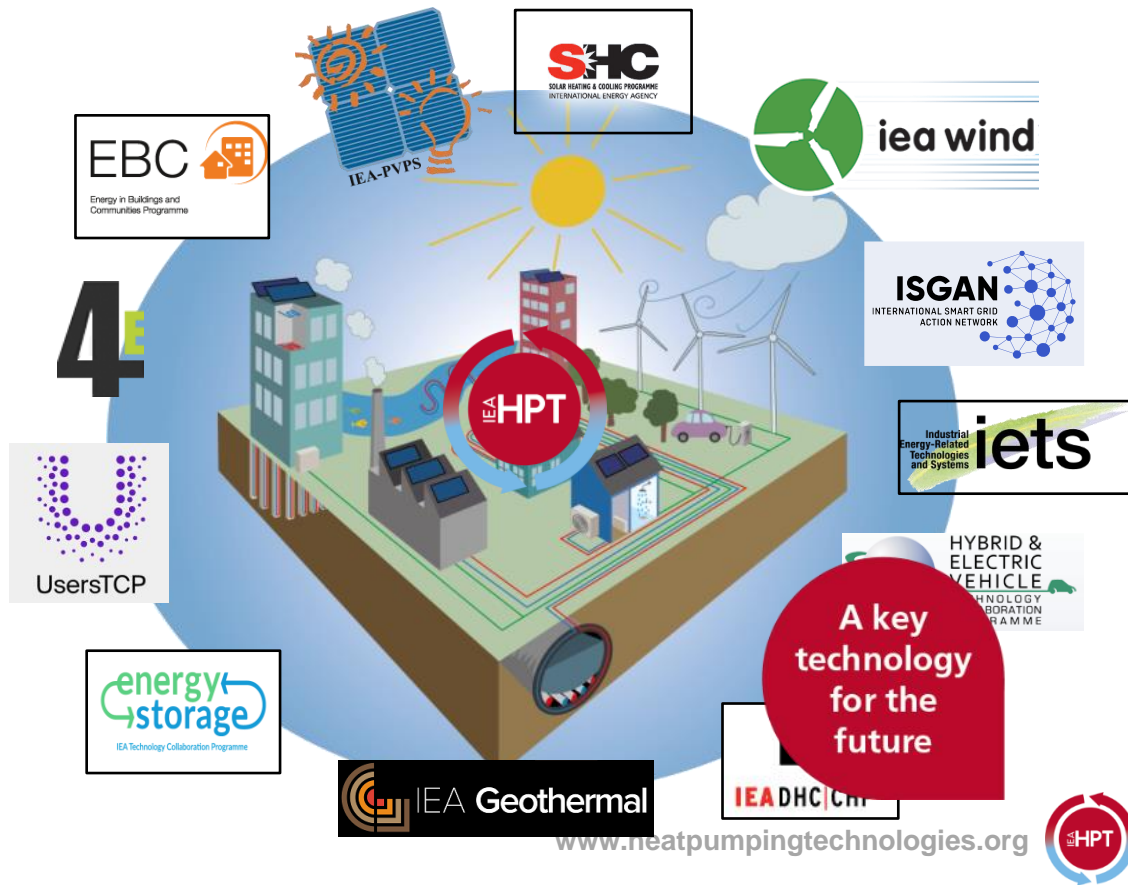 SHC
SOLAR HEATING & COOLING PROGRAMME
INTERNATIONAL ENERGY AGENCY
IEA-PVPS
iea wind
EBC
Energy in Buildings and
Communities Programme
ISGAN
INTERNATIONAL SMART GRID
ACTION NETWORK
4E
IEA HPT
Industrial
Energy-Related
Technologies
and Systems
iets
UsersTCP
HYBRID &
ELECTRIC
VEHICLE
A key
technology
for the
future
energy
storage
IEA Technology Collaboration Programme
IEA Geothermal
IEA DHC|CHP
www.heatpumpingtechnologies.org
IEA HPT